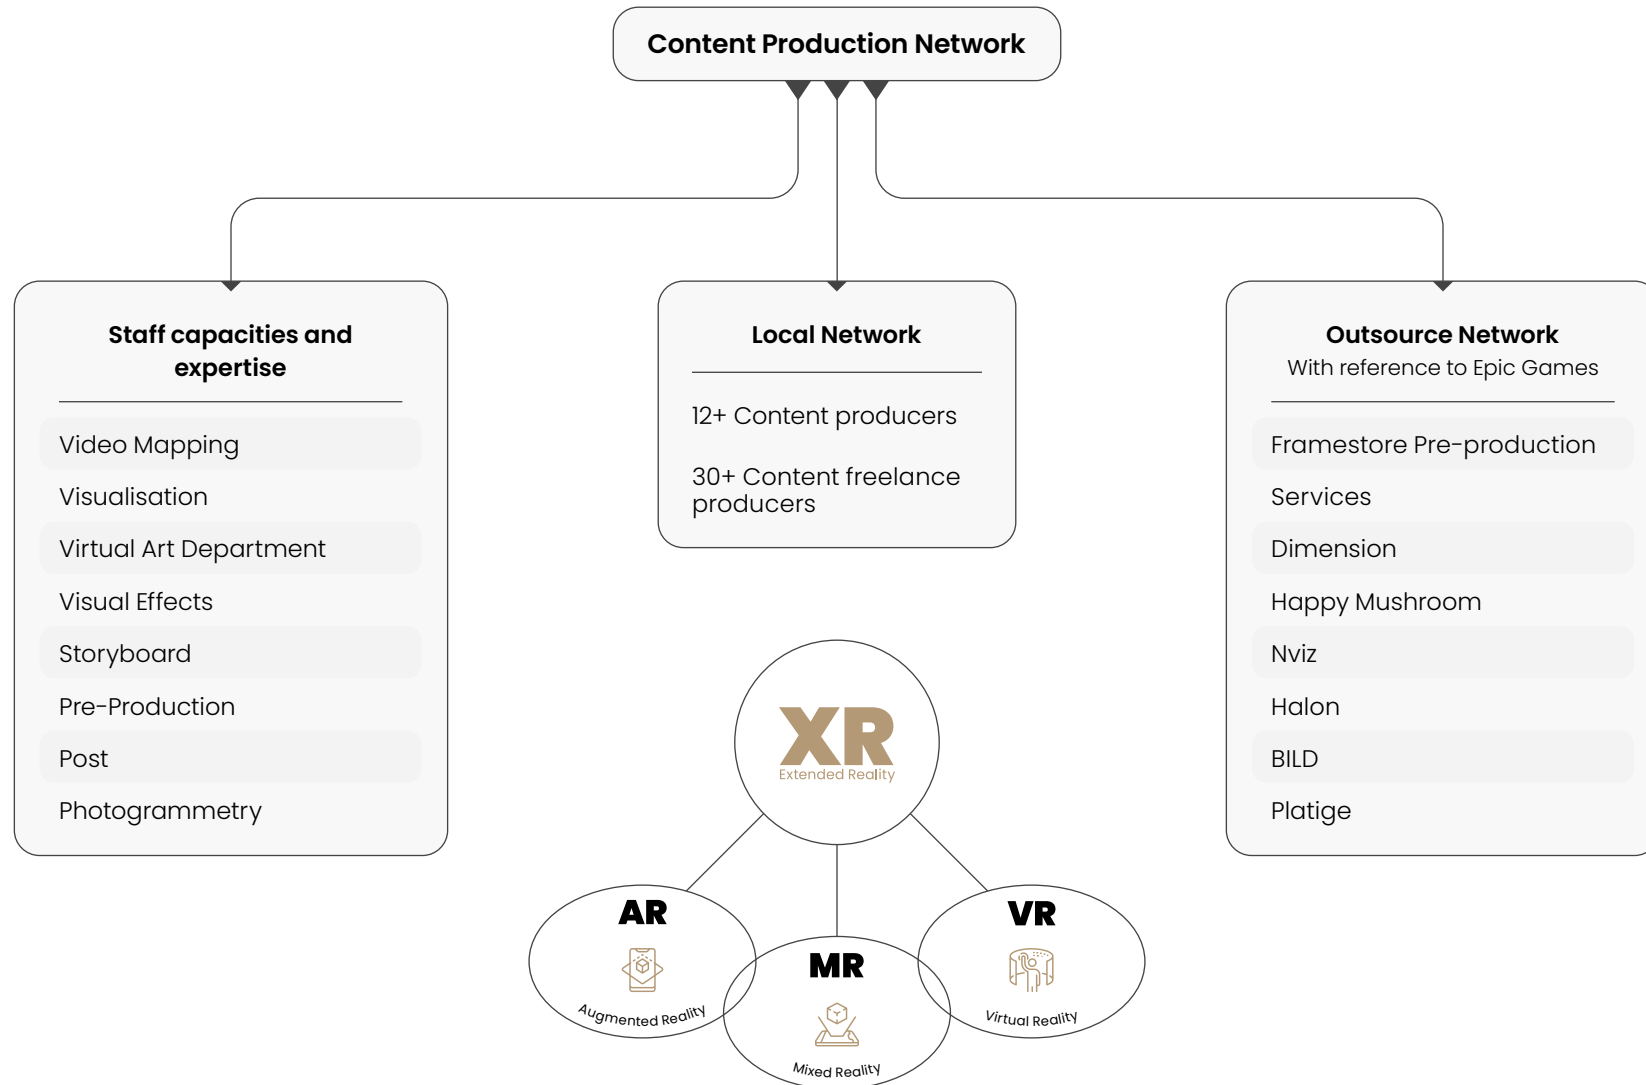 Content Production Network
Staff capacities and
expertise
Video Mapping
Visualisation
Virtual Art Department
Visual Effects
Storyboard
Pre-Production
Post
Photogrammetry
Local Network
12+ Content producers
30+ Content freelance
producers
Outsource Network
With reference to Epic Games
Framestore Pre-production
Services
Dimension
Happy Mushroom
Nviz
Halon
BILD
Platige
XR
Extended Reality
AR
Augmented Reality
MR
Mixed Reality
VR
Virtual Reality